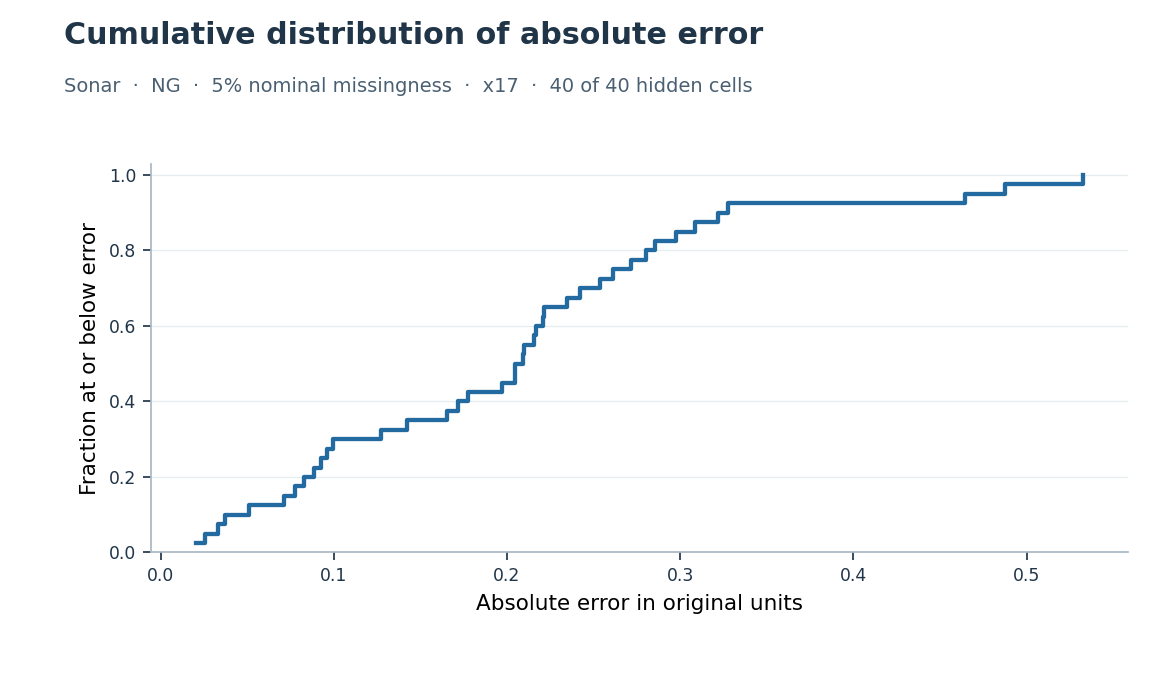 Cumulative distribution of absolute error
Sonar · NG · 5% nominal missingness · x17 · 40 of 40 hidden cells
Fraction at or below error
1.0
0.8
0.6
0.4
0.2
0.0
0.0 0.1 0.2 0.3 0.4 0.5
Absolute error in original units